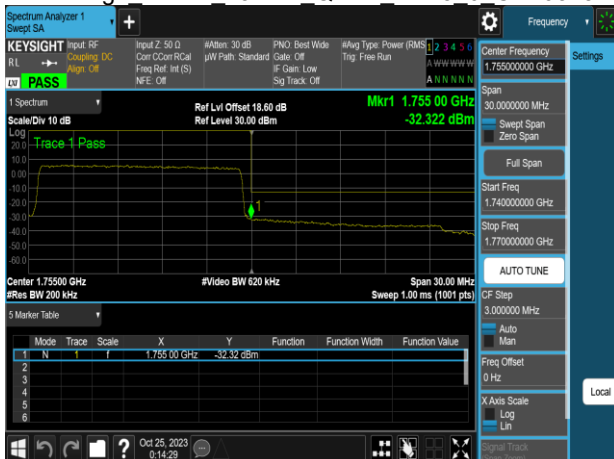 Spectrum Analyzer 1
Swept SA
+
Frequency
KEYSIGHT
Input: RF
Coupling: DC
Align: Off
Input Z: 50 Ω
Corr CCorr RCal
Freq Ref: Int (S)
NFE: Off
#Atten: 30 dB
µW Path: Standard
PNO: Best Wide
Gate: Off
IF Gain: Low
Sig Track: Off
#Avg Type: Power (RMS
Trig: Free Run
1 2 3 4 5 6
A W W W W W
A N N N N N
R L
LXI
PASS
1 Spectrum
Scale/Div 10 dB
Ref Lvl Offset 18.60 dB
Ref Level 30.00 dBm
Mkr1 1.755 00 GHz
-32.322 dBm
Log
Trace 1 Pass
20.0
10.0
0.00
-10.0
-20.0
-30.0
-40.0
-50.0
-60.0
1
Center 1.75500 GHz
#Res BW 200 kHz
#Video BW 620 kHz
Span 30.00 MHz
Sweep 1.00 ms (1001 pts)
5 Marker Table
Mode Trace Scale X Y Function Function Width Function Value
1 N 1 f 1.755 00 GHz -32.32 dBm
2
3
4
5
6
Oct 25, 2023
0:14:29
?
Center Frequency
1.755000000 GHz
Span
30.0000000 MHz
Swept Span
Zero Span
Full Span
Start Freq
1.740000000 GHz
Stop Freq
1.770000000 GHz
AUTO TUNE
CF Step
3.000000 MHz
Auto
Man
Freq Offset
0 Hz
X Axis Scale
Log
Lin
Signal Track
Settings
Local